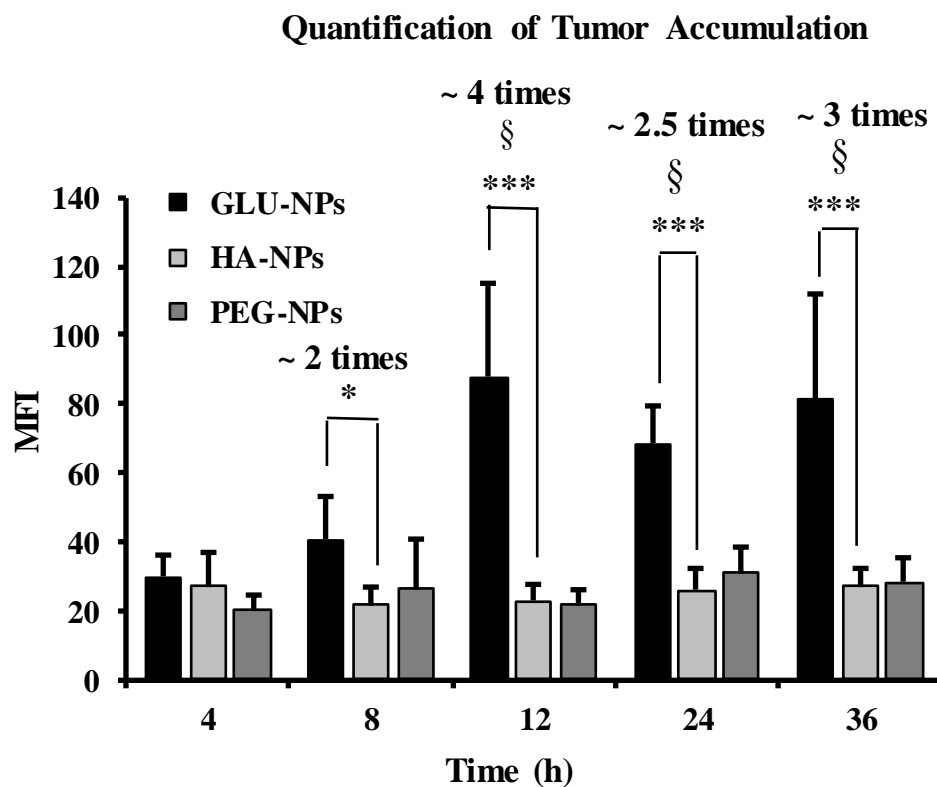 Quantification of Tumor Accumulation
~ 4 times
§
***
~ 2.5 times
§
***
~ 3 times
§
***
~ 2 times
*
GLU-NPs
HA-NPs
PEG-NPs
MFI
140
120
100
80
60
40
20
0
4 8 12 24 36
Time (h)